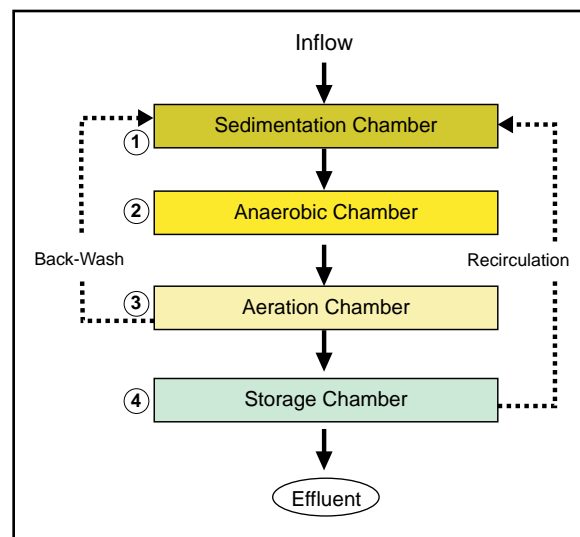 Inflow
Sedimentation Chamber
1
2
Anaerobic Chamber
Back-Wash
Recirculation
3
Aeration Chamber
4
Storage Chamber
Effluent